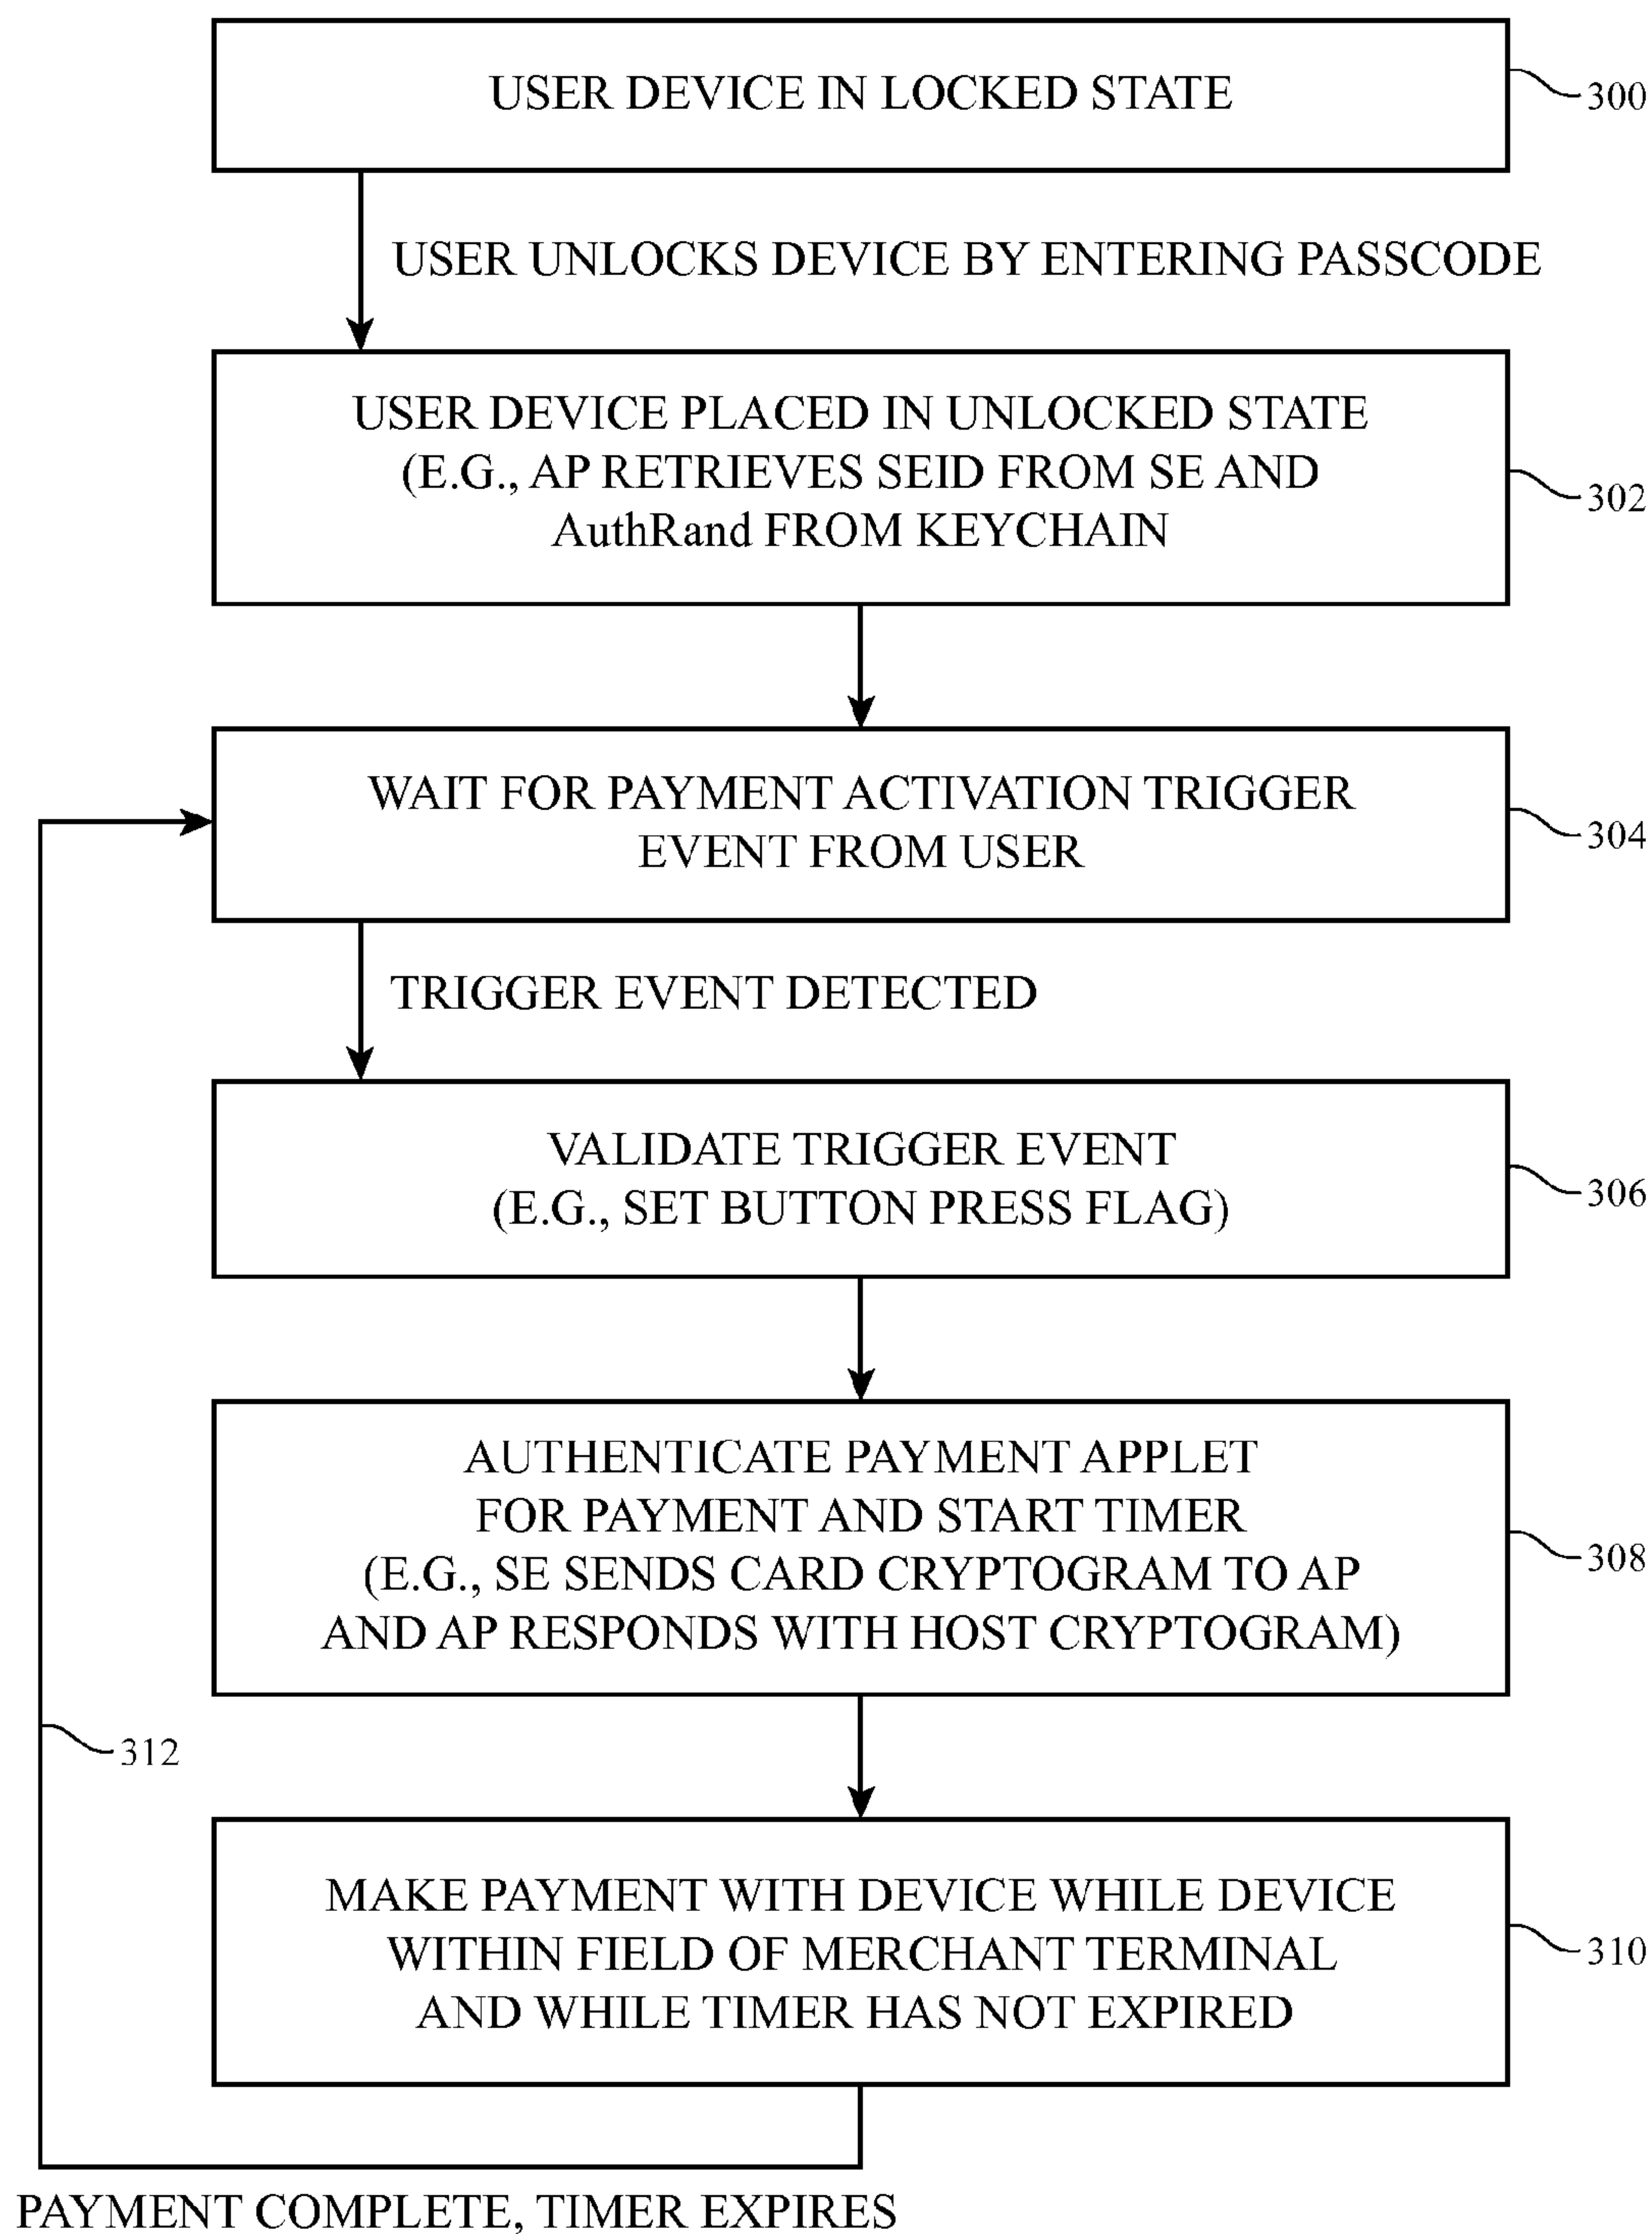 USER DEVICE IN LOCKED STATE
300
USER UNLOCKS DEVICE BY ENTERING PASSCODE
USER DEVICE PLACED IN UNLOCKED STATE
(E.G., AP RETRIEVES SEID FROM SE AND
AuthRand FROM KEYCHAIN
302
WAIT FOR PAYMENT ACTIVATION TRIGGER
EVENT FROM USER
304
TRIGGER EVENT DETECTED
VALIDATE TRIGGER EVENT
(E.G., SET BUTTON PRESS FLAG)
306
AUTHENTICATE PAYMENT APPLET
FOR PAYMENT AND START TIMER
(E.G., SE SENDS CARD CRYPTOGRAM TO AP
AND AP RESPONDS WITH HOST CRYPTOGRAM)
308
312
MAKE PAYMENT WITH DEVICE WHILE DEVICE
WITHIN FIELD OF MERCHANT TERMINAL
AND WHILE TIMER HAS NOT EXPIRED
310
PAYMENT COMPLETE, TIMER EXPIRES